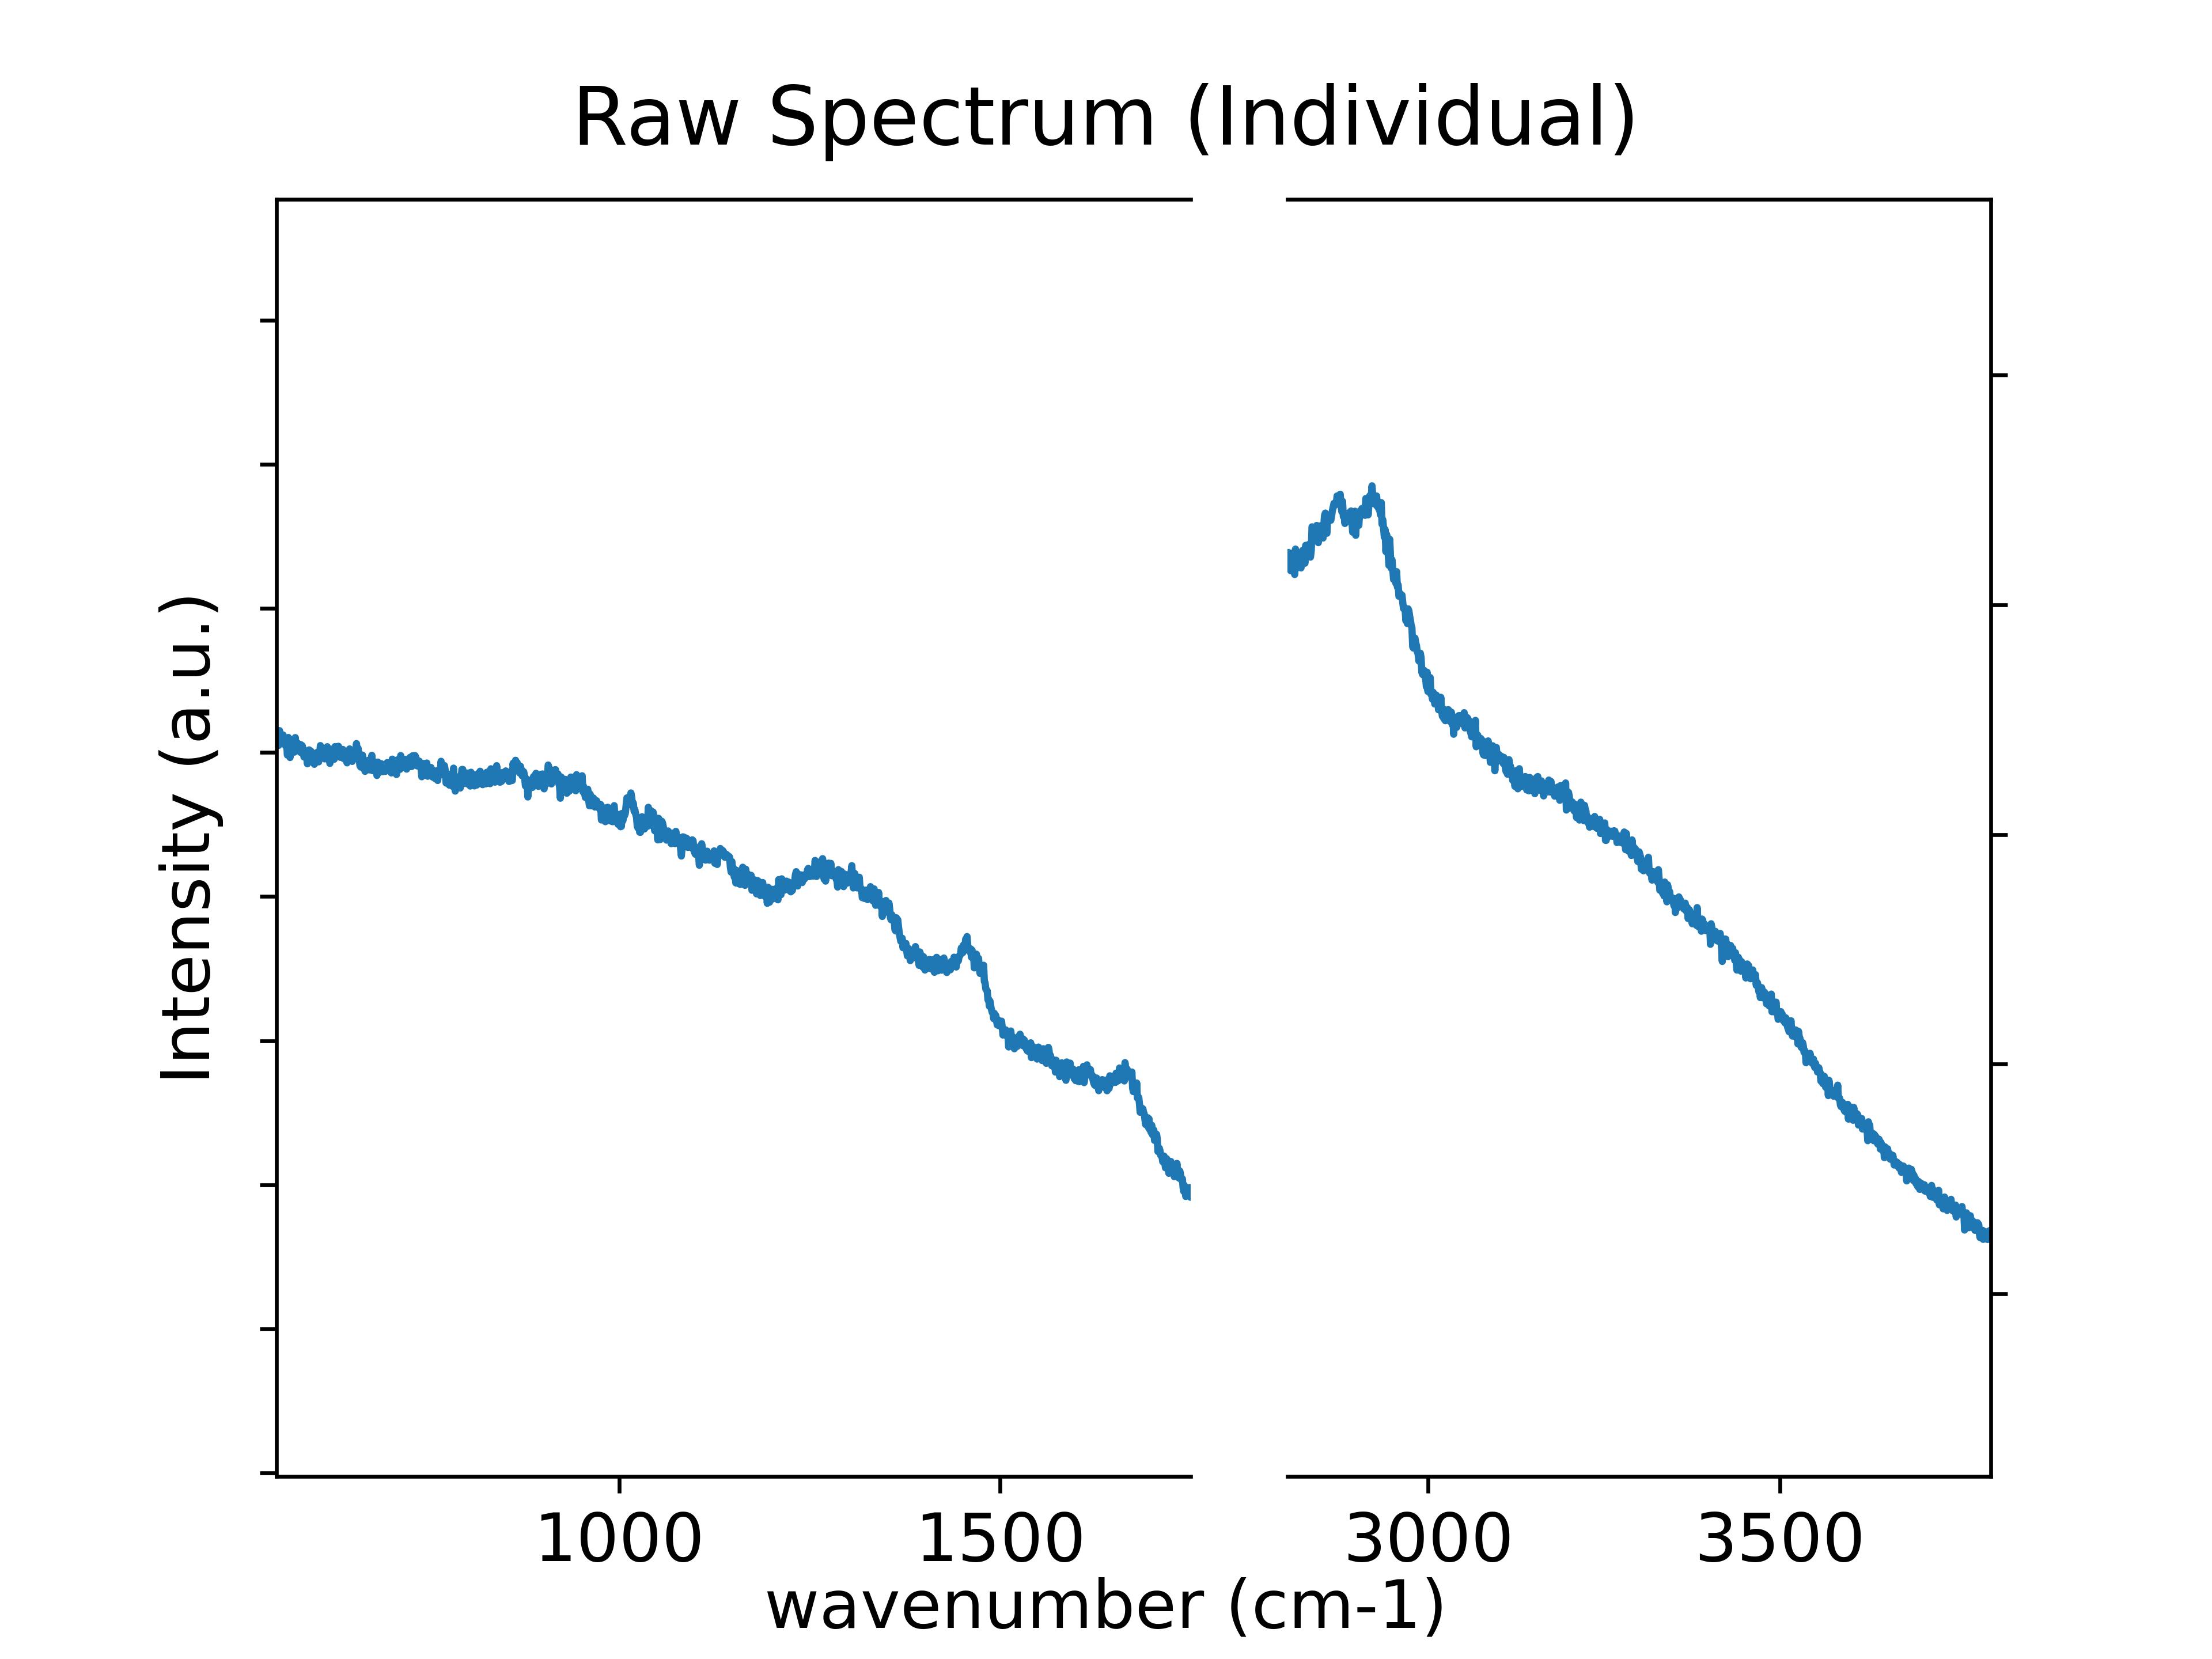 Raw Spectrum (Individual)
Intensity (a.u.)
1000 1500 3000 3500
wavenumber (cm-1)